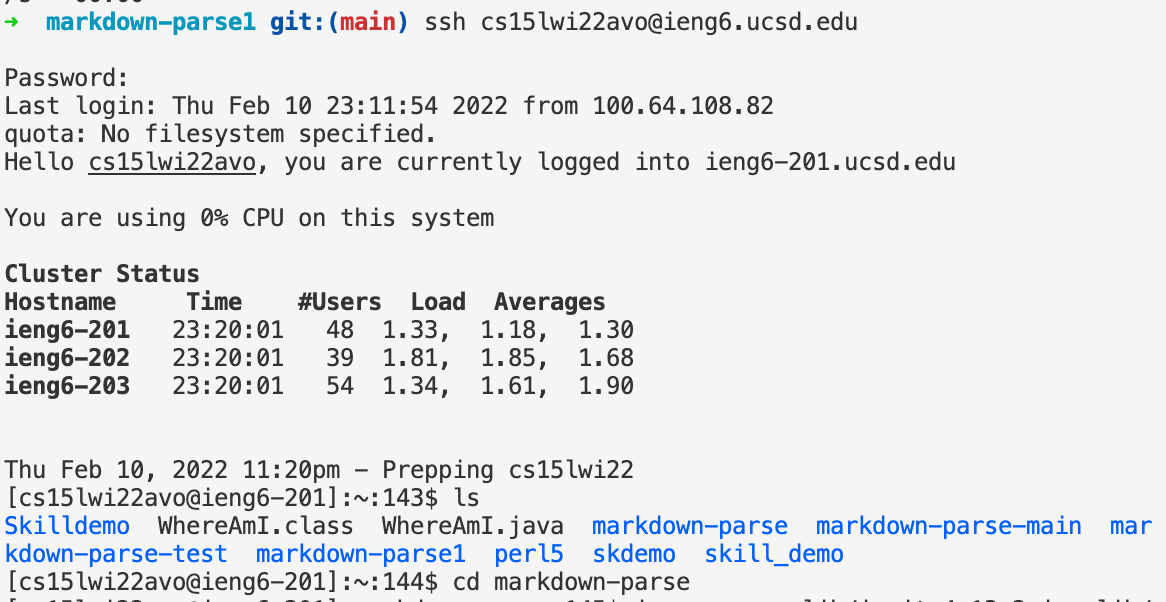 ➜  markdown-parse1 git:(main) ssh cs15lwi22avo@ieng6.ucsd.edu
Password:
Last login: Thu Feb 10 23:11:54 2022 from 100.64.108.82
quota: No filesystem specified.
Hello cs15lwi22avo, you are currently logged into ieng6-201.ucsd.edu
You are using 0% CPU on this system
Cluster Status
Hostname     Time    #Users  Load  Averages
ieng6-201   23:20:01   48  1.33,  1.18,  1.30
ieng6-202   23:20:01   39  1.81,  1.85,  1.68
ieng6-203   23:20:01   54  1.34,  1.61,  1.90
Thu Feb 10, 2022 11:20pm - Prepping cs15lwi22
[cs15lwi22avo@ieng6-201]:~:143$ ls
Skilldemo  WhereAmI.class  WhereAmI.java  markdown-parse  markdown-parse-main  mar
kdown-parse-test  markdown-parse1  perl5  skdemo  skill_demo
[cs15lwi22avo@ieng6-201]:~:144$ cd markdown-parse